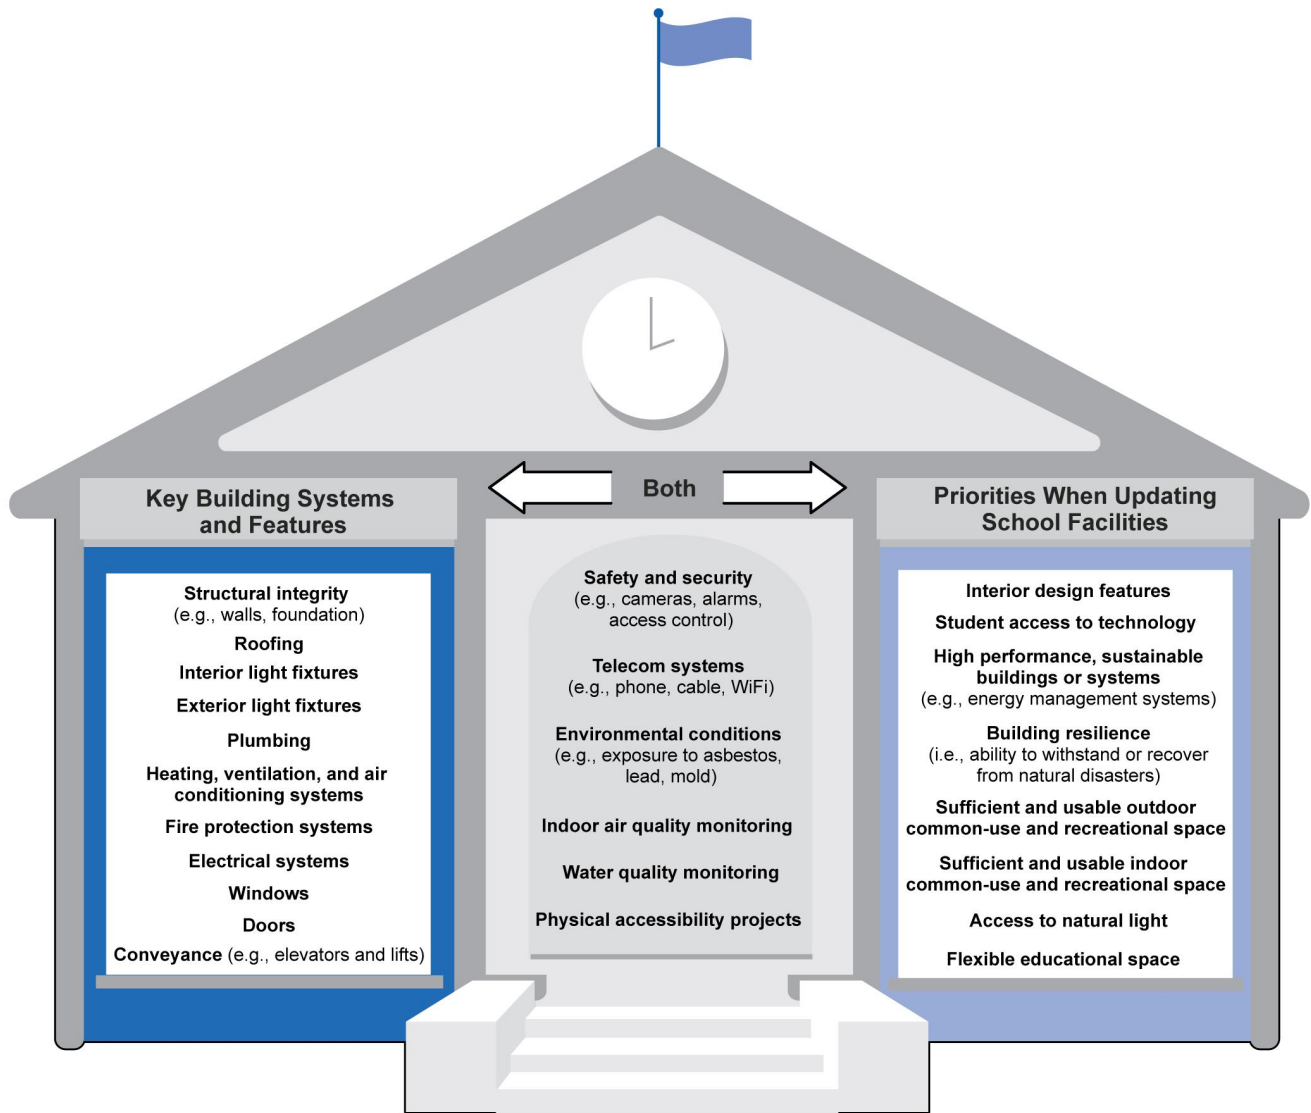 Key Building Systems
and Features
Structural integrity
(e.g., walls, foundation)
Roofing
Interior light fixtures
Exterior light fixtures
Plumbing
Heating, ventilation, and air
conditioning systems
Fire protection systems
Electrical systems
Windows
Doors
Conveyance (e.g., elevators and lifts)
Both
Safety and security
(e.g., cameras, alarms,
access control)
Telecom systems
(e.g., phone, cable, WiFi)
Environmental conditions
(e.g., exposure to asbestos,
lead, mold)
Indoor air quality monitoring
Water quality monitoring
Physical accessibility projects
Priorities When Updating
School Facilities
Interior design features
Student access to technology
High performance, sustainable
buildings or systems
(e.g., energy management systems)
Building resilience
(i.e., ability to withstand or recover
from natural disasters)
Sufficient and usable outdoor
common-use and recreational space
Sufficient and usable indoor
common-use and recreational space
Access to natural light
Flexible educational space